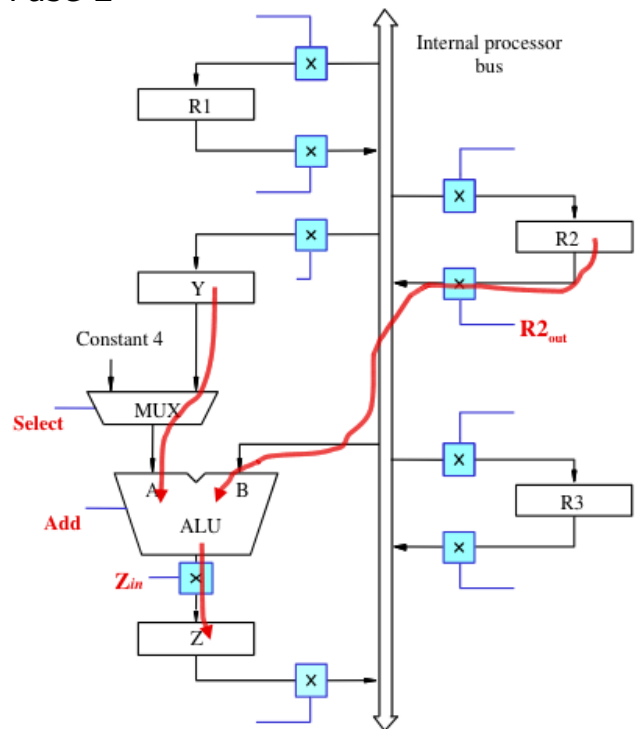 Internal processor
bus
R1
R2
Y
R2out
Constant 4
MUX
Select
A
B
R3
Add
ALU
Zin
Z